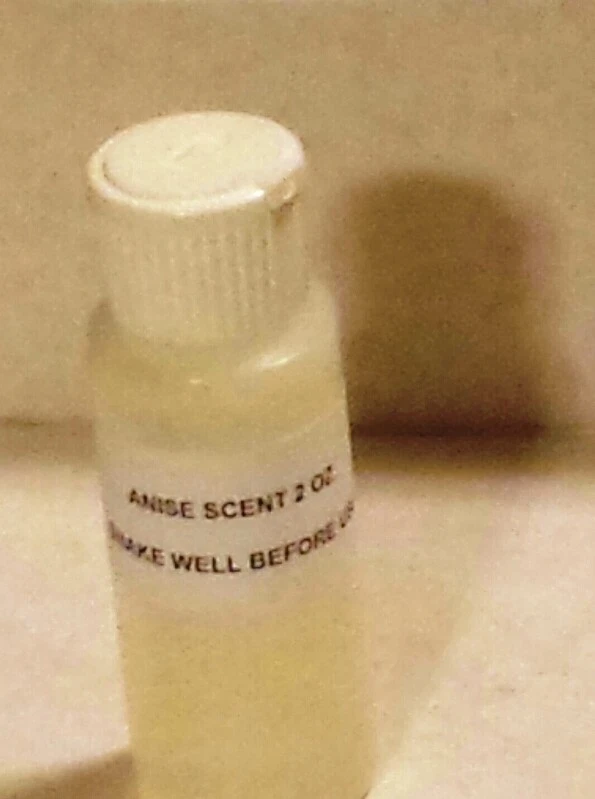 ANISE SCENT 2 OZ.
SHAKE WELL BEFORE